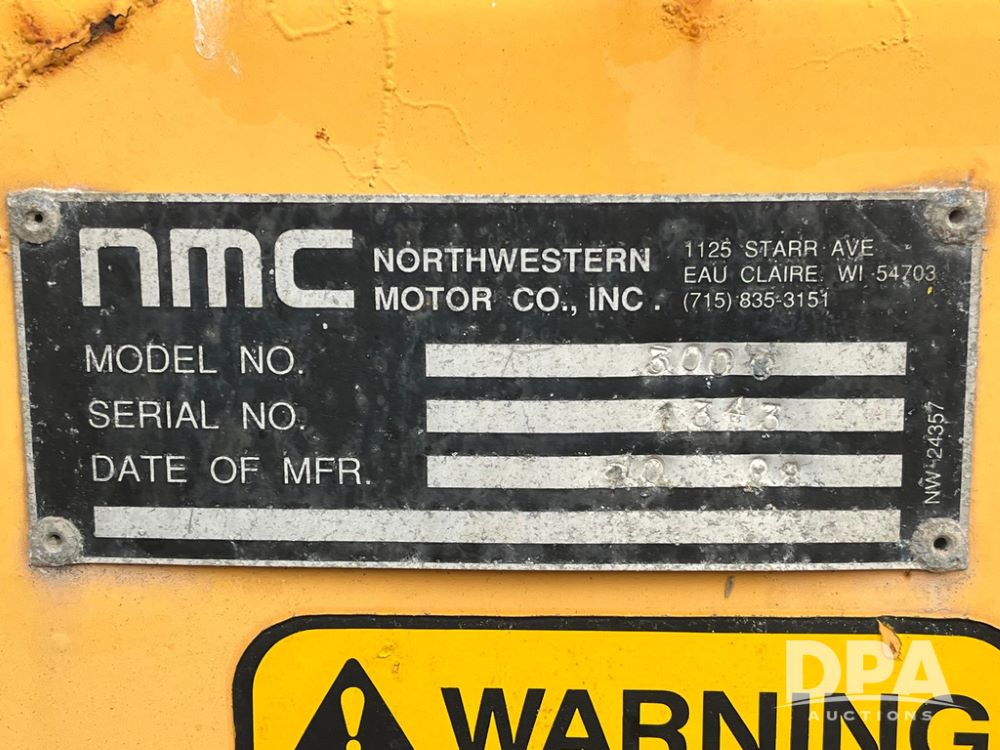 nmc
NORTHWESTERN
MOTOR CO., INC.
1125 STARR AVE
EAU CLAIRE, WI 54703
(715) 835-3151
MODEL NO.
SERIAL NO. 1343
DATE OF MFR.
NW-24357
WARNING
DPA
AUCTIONS